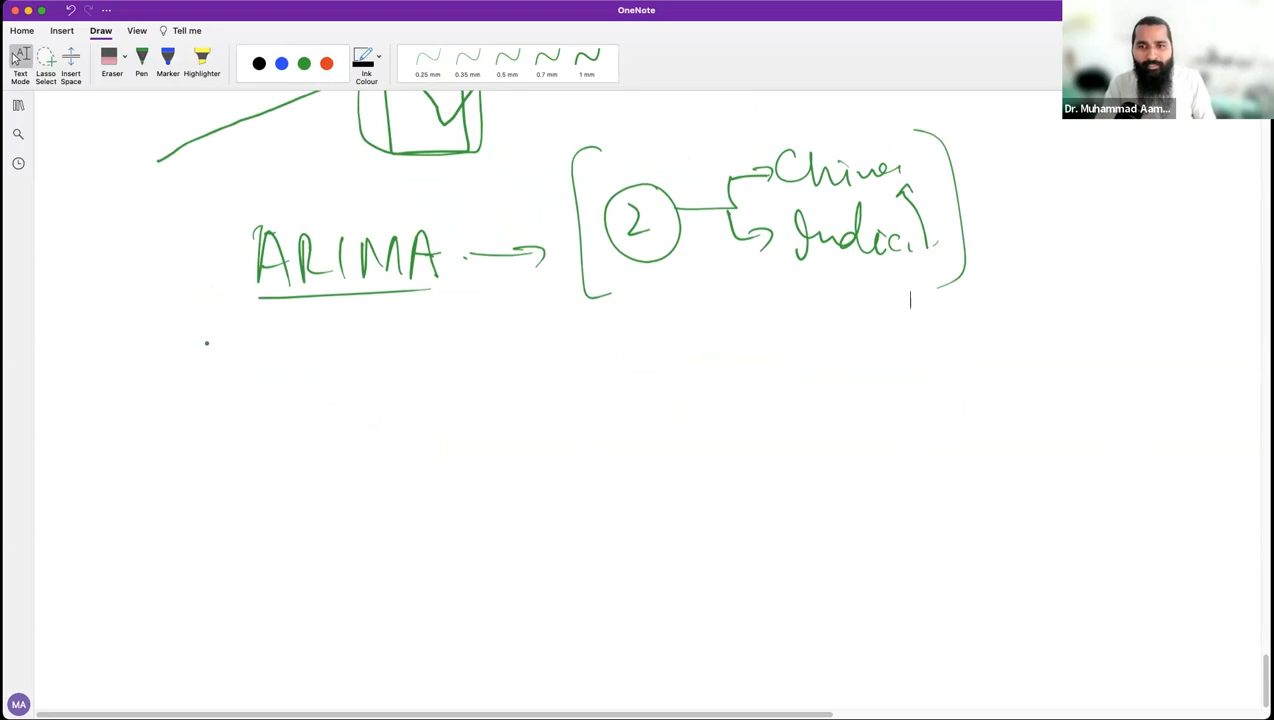 OneNote
Home Insert Draw View Tell me
Text Mode
Lasso Select
Insert Space
Eraser
Pen
Marker
Highlighter
Ink Colour
0.25 mm
0.35 mm
0.5 mm
0.7 mm
1 mm
Dr. Muhammad Aam...
China
2
India
ARIMA
MA